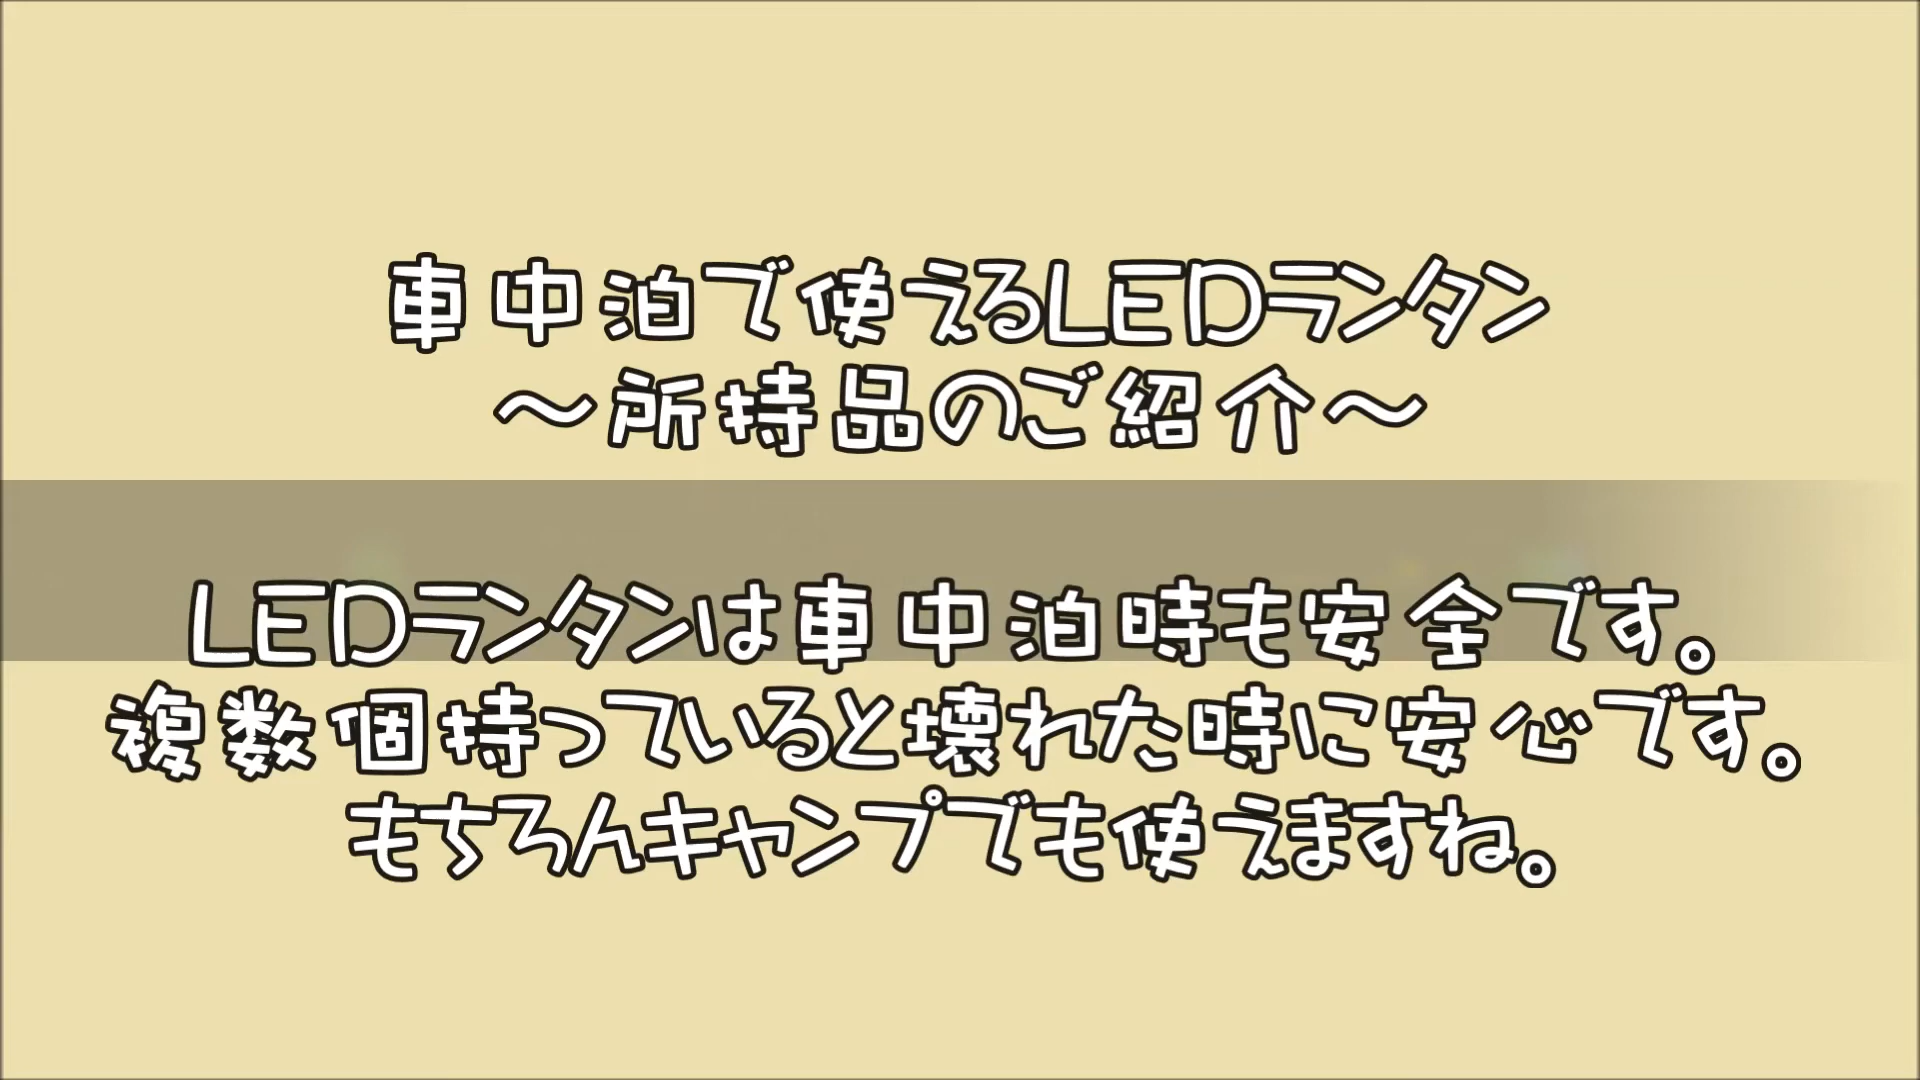 車中泊で使えるLEDランタン
～所持品のご紹介～
LEDランタンは車中泊時も安全です。
複数個持っていると壊れた時に安心です。
もちろんキャンプでも使えますね。